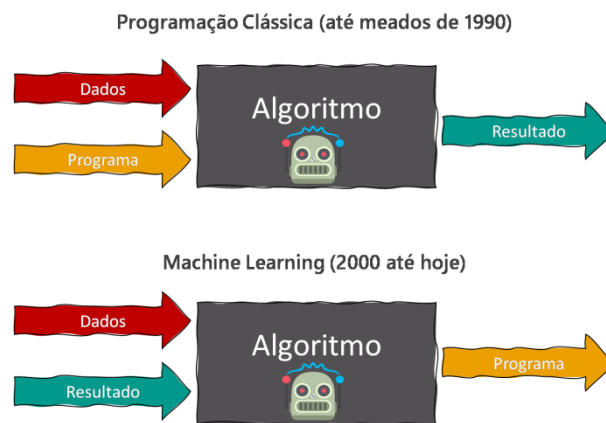 Programação Clássica (até meados de 1990)
Dados
Programa
Algoritmo
Resultado
Machine Learning (2000 até hoje)
Dados
Resultado
Algoritmo
Programa